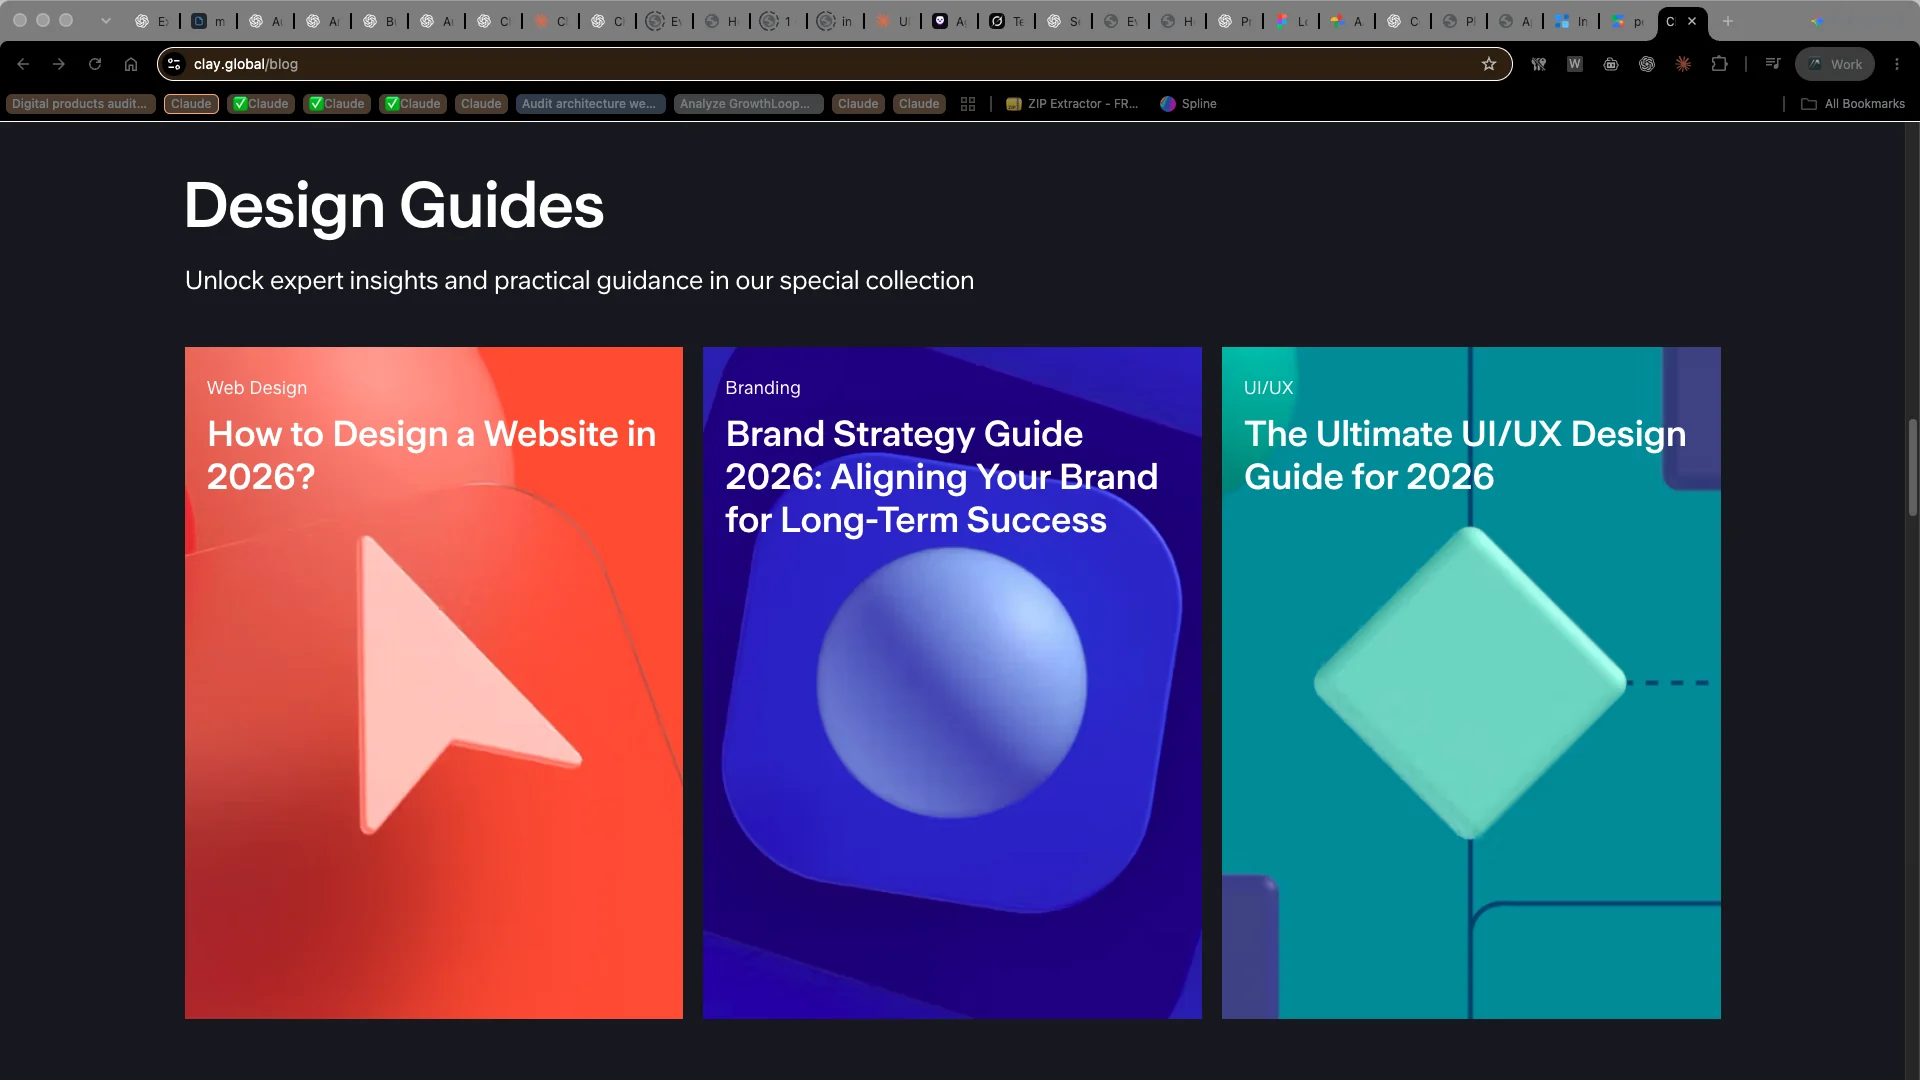 clay.global/blog
Work
Digital products audit...
Claude
Claude
Claude
Claude
Claude
Audit architecture we...
Analyze GrowthLoop...
Claude
Claude
ZIP Extractor - FR...
Spline
All Bookmarks
Design Guides
Unlock expert insights and practical guidance in our special collection
Web Design
How to Design a Website in
2026?
Branding
Brand Strategy Guide
2026: Aligning Your Brand
for Long-Term Success
UI/UX
The Ultimate UI/UX Design
Guide for 2026